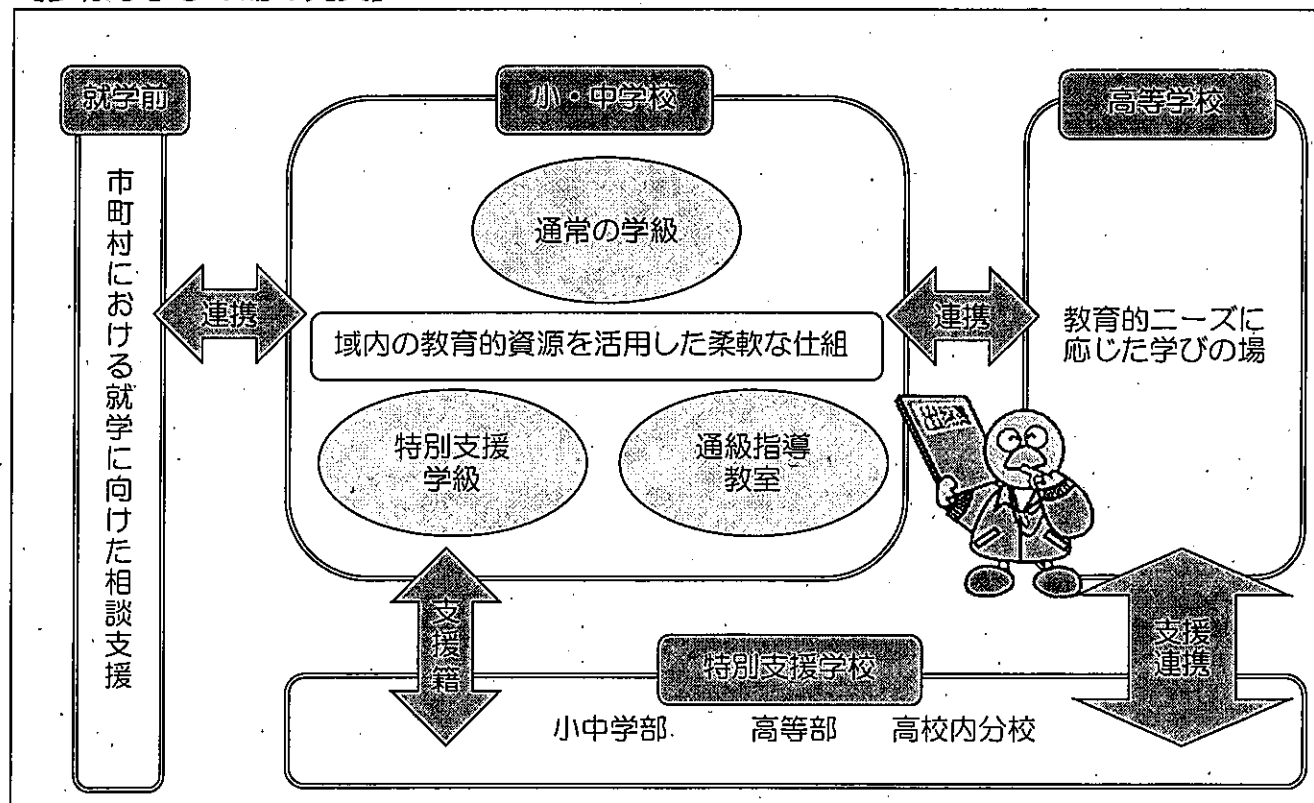 就学前
市町村における就学に向けた相談支援
連携
小・中学校
通常の学級
域内の教育的資源を活用した柔軟な仕組
特別支援
学級
通級指導
教室
連携
高等学校
教育的ニーズに
応じた学びの場
支援籍
支援
連携
特別支援学校
小中学部
高等部
高校内分校